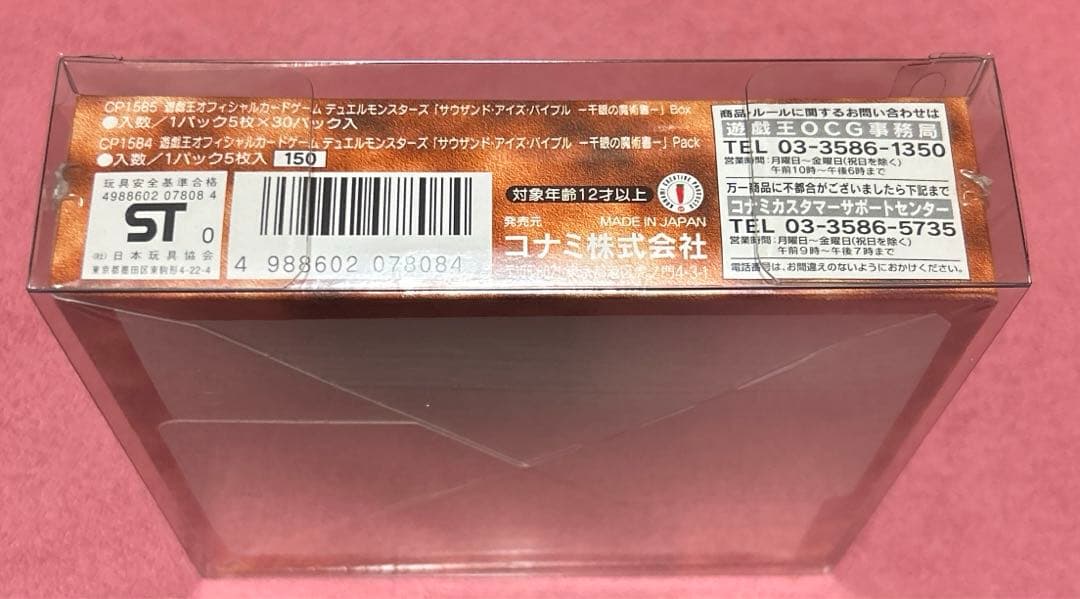 CP1585 遊戯王オフィシャルカードゲーム デュエルモンスターズ「サウザンド・アイズ・バイブル －千眼の魔術書－」Box
●入数／1パック5枚×30パック入
CP1584 遊戯王オフィシャルカードゲーム デュエルモンスターズ「サウザンド・アイズ・バイブル －千眼の魔術書－」Pack
●入数／1パック5枚入 150
玩具安全基準合格
4988602 07808 4
ST 0
(社)日本玩具協会
東京都墨田区東駒形4-22-4
4 988602 078084
対象年齢12才以上
発売元 MADE IN JAPAN
コナミ株式会社
商品・ルールに関するお問い合わせは
遊戯王OCG事務局
TEL 03-3586-1350
営業時間:月曜日～金曜日(祝日を除く)
午前10時～午後6時まで
万一商品に不都合がございましたら下記まで
コナミカスタマーサポートセンター
TEL 03-3586-5735
営業時間:月曜日～金曜日(祝日を除く)
午前9時～午後7時まで
電話番号は、お間違えのないようにおかけください。